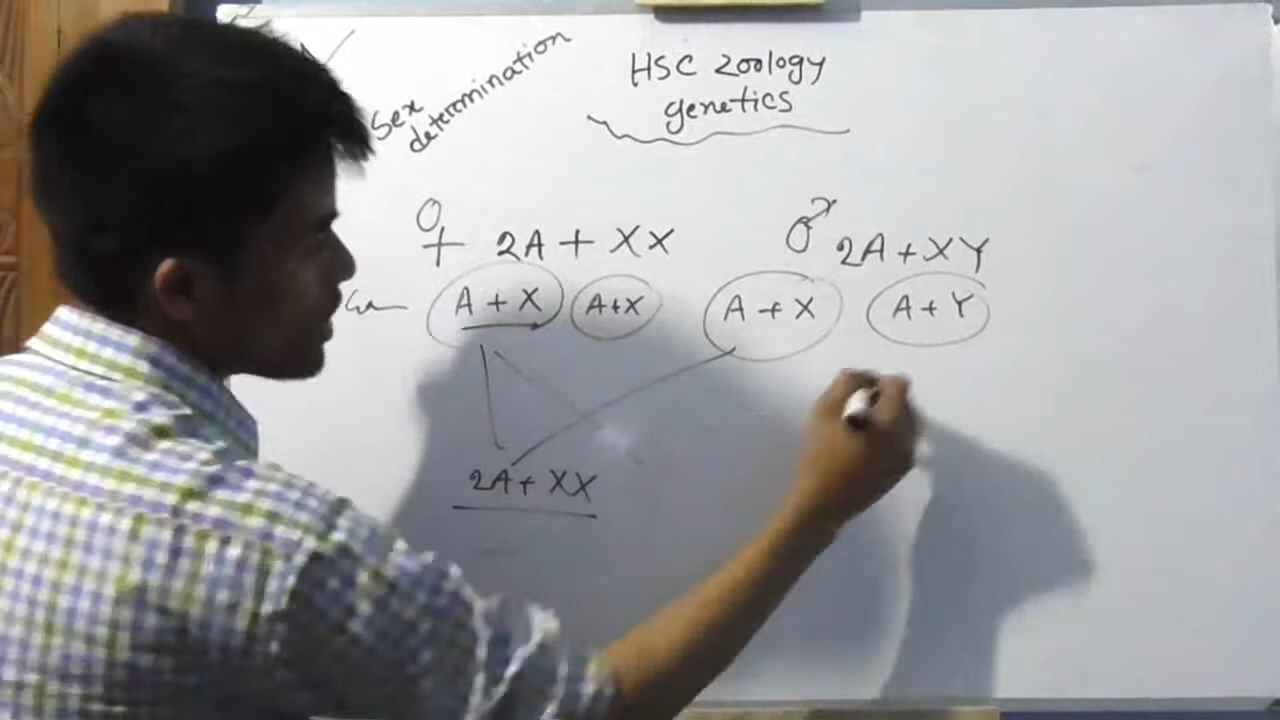 HSC Zoology
genetics
Sex
determination
♀ 2A + XX
♂ 2A + XY
A + X A+X A + X A + Y
2A + XX